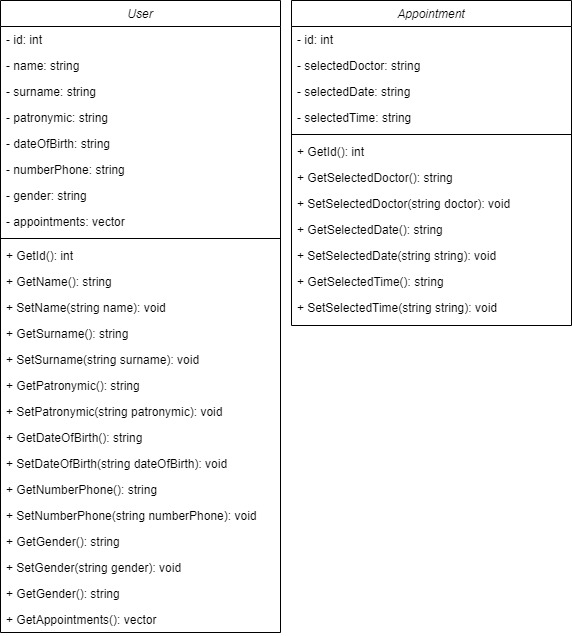 User
- id: int
- name: string
- surname: string
- patronymic: string
- dateOfBirth: string
- numberPhone: string
- gender: string
- appointments: vector
+ GetId(): int
+ GetName(): string
+ SetName(string name): void
+ GetSurname(): string
+ SetSurname(string surname): void
+ GetPatronymic(): string
+ SetPatronymic(string patronymic): void
+ GetDateOfBirth(): string
+ SetDateOfBirth(string dateOfBirth): void
+ GetNumberPhone(): string
+ SetNumberPhone(string numberPhone): void
+ GetGender(): string
+ SetGender(string gender): void
+ GetGender(): string
+ GetAppointments(): vector
Appointment
- id: int
- selectedDoctor: string
- selectedDate: string
- selectedTime: string
+ GetId(): int
+ GetSelectedDoctor(): string
+ SetSelectedDoctor(string doctor): void
+ GetSelectedDate(): string
+ SetSelectedDate(string string): void
+ GetSelectedTime(): string
+ SetSelectedTime(string string): void